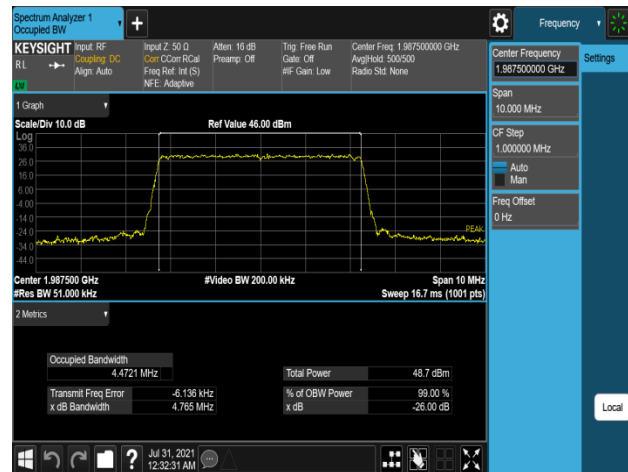 Spectrum Analyzer 1
Occupied BW
+
Frequency
KEYSIGHT
Input: RF
Input Z: 50 Ω
Atten: 16 dB
Trig: Free Run
Center Freq: 1.987500000 GHz
R L
Coupling: DC
Corr CCorr RCal
Preamp: Off
Gate: Off
Avg|Hold: 500/500
Align: Auto
Freq Ref: Int (S)
#IF Gain: Low
Radio Std: None
NFE: Adaptive
Center Frequency
1.987500000 GHz
Settings
Span
10.000 MHz
CF Step
1.000000 MHz
Auto
Man
Freq Offset
0 Hz
1 Graph
Scale/Div 10.0 dB
Ref Value 46.00 dBm
Log
36.0
26.0
16.0
6.00
-4.00
-14.0
-24.0
-34.0
-44.0
PEAK
Center 1.987500 GHz
#Video BW 200.00 kHz
Span 10 MHz
#Res BW 51.000 kHz
Sweep 16.7 ms (1001 pts)
2 Metrics
Occupied Bandwidth
4.4721 MHz
Total Power
48.7 dBm
Transmit Freq Error
-6.136 kHz
% of OBW Power
99.00 %
x dB Bandwidth
4.765 MHz
x dB
-26.00 dB
Local
?
Jul 31, 2021
12:32:31 AM